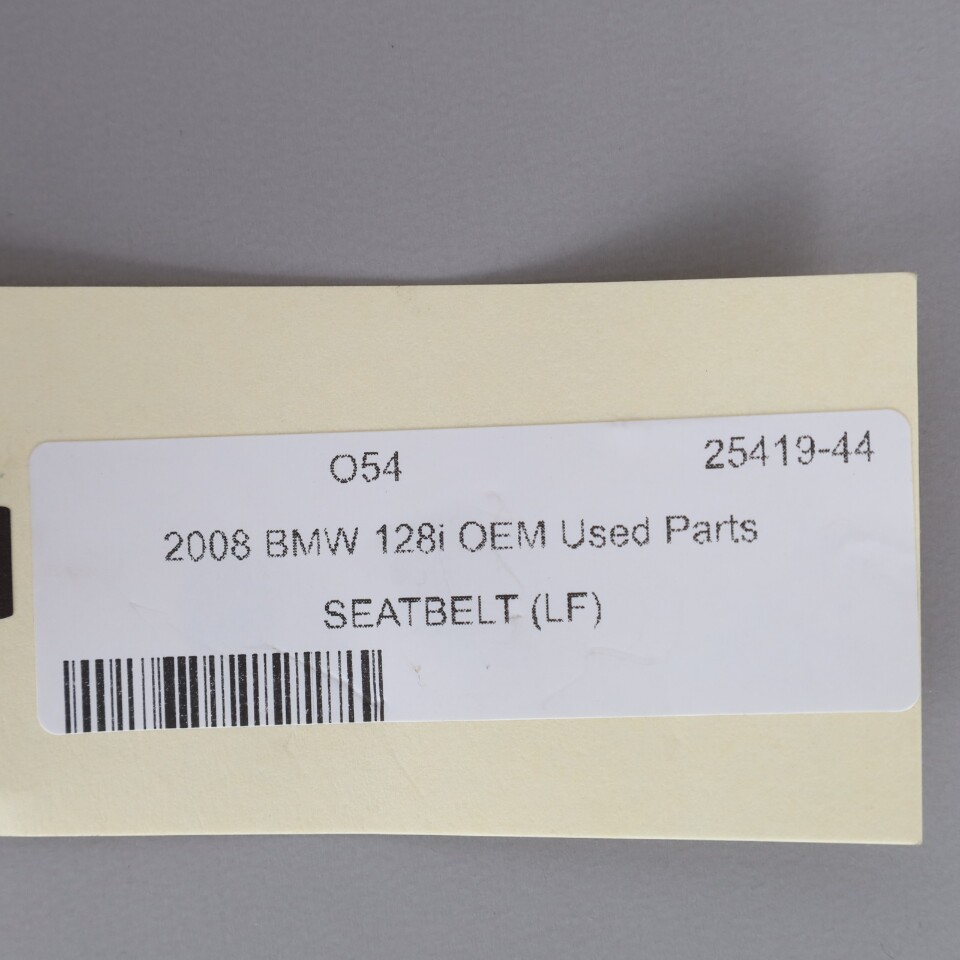 O54 25419-44
2008 BMW 128i OEM Used Parts
SEATBELT (LF)